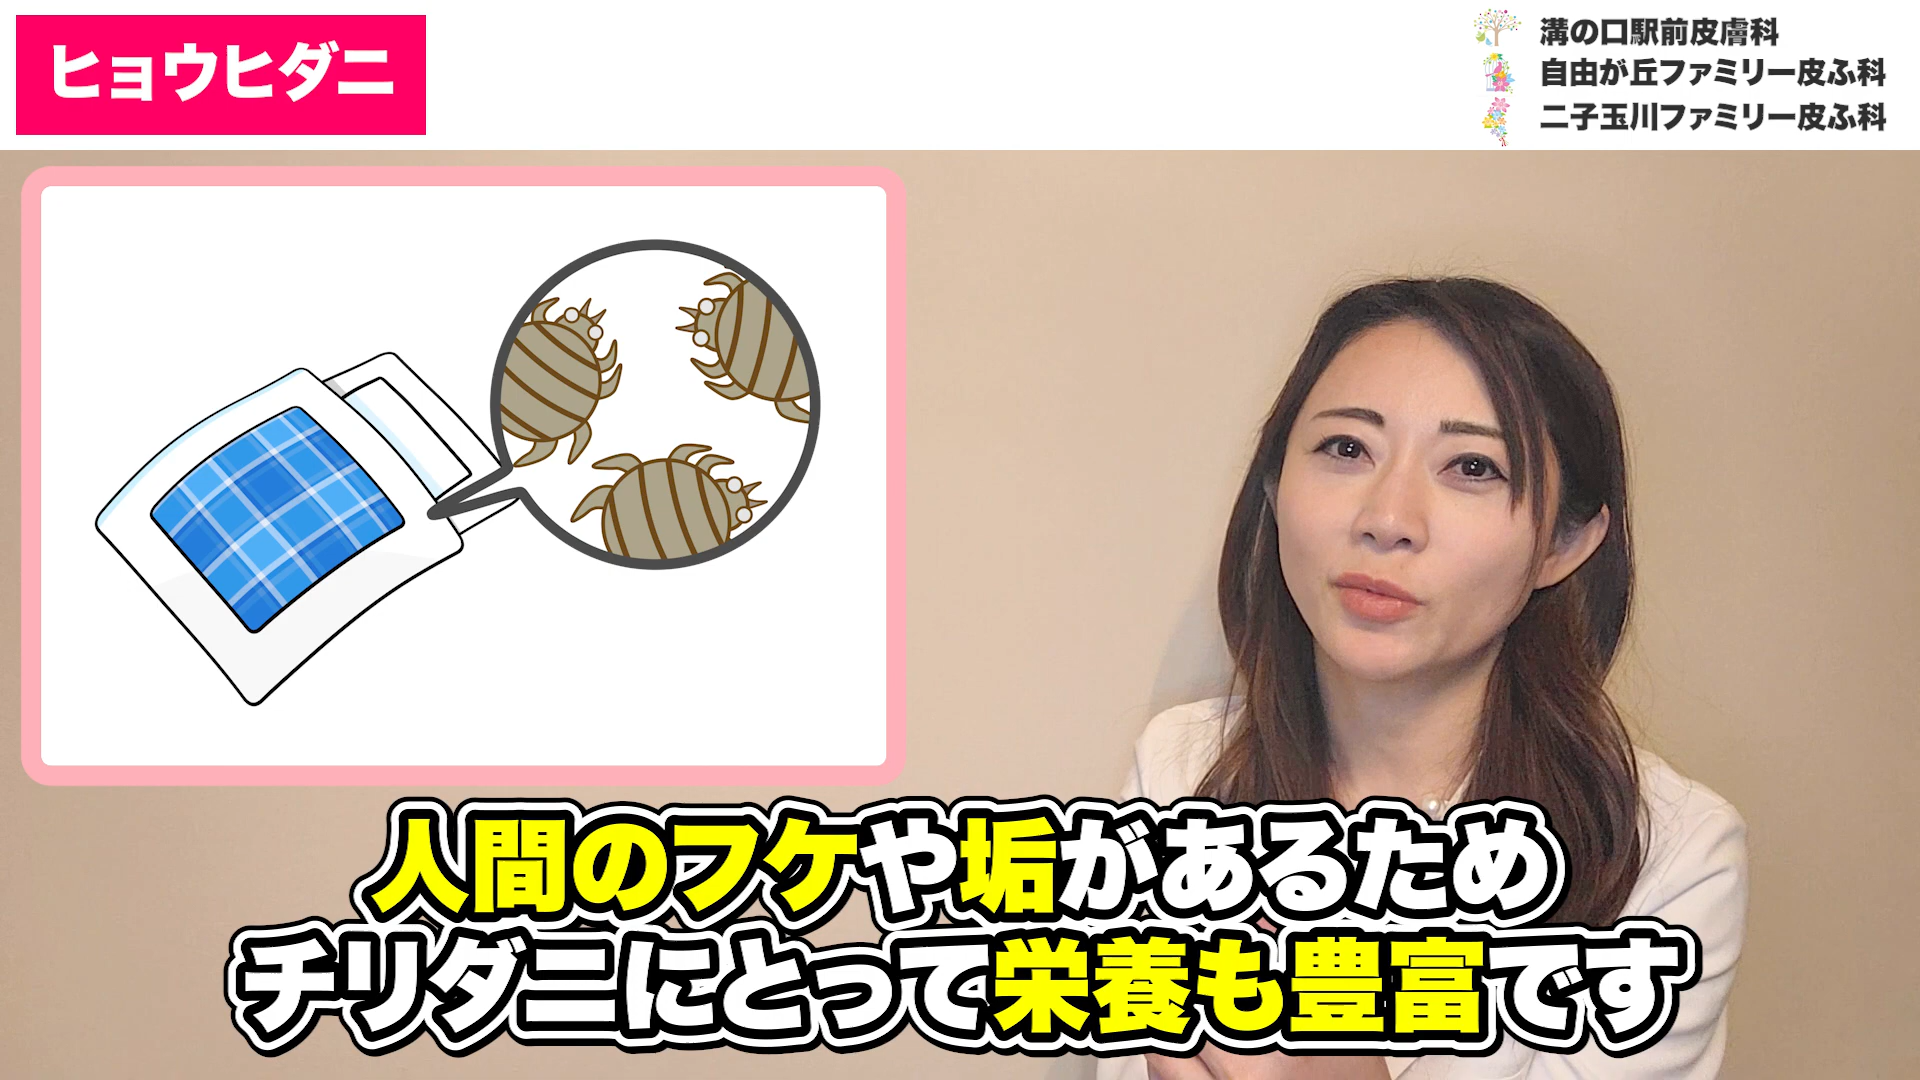 ヒョウヒダニ
溝の口駅前皮膚科
自由が丘ファミリー皮ふ科
二子玉川ファミリー皮ふ科
人間のフケや垢があるため
チリダニにとって栄養も豊富です